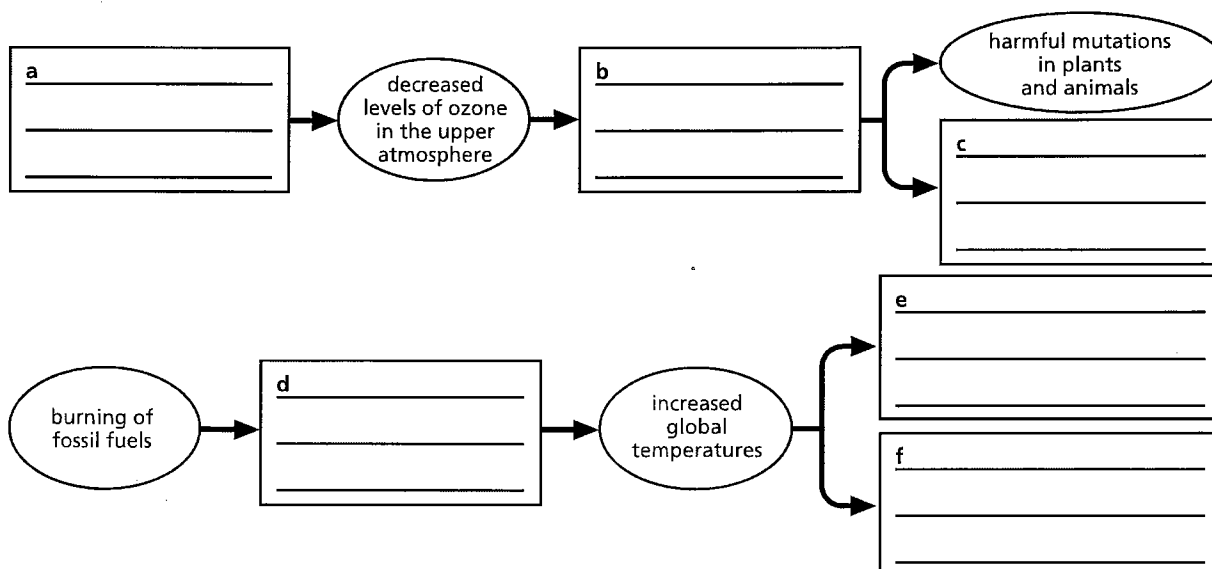 a
decreased
levels of ozone
in the upper
atmosphere
b
harmful mutations
in plants
and animals
c
burning of
fossil fuels
d
increased
global
temperatures
e
f